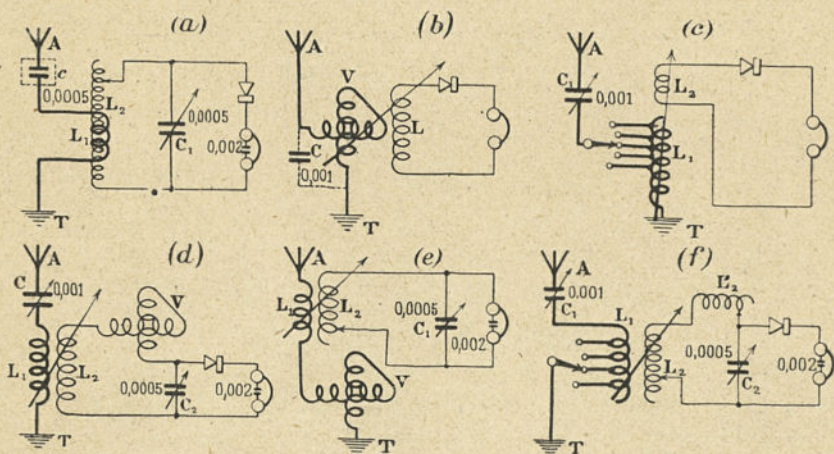 (a)
A
c
0,0005
L₂
L₁
0,0005
C₁
0,002
T
(b)
A
V
C
0,001
L
T
(c)
C₁
0,001
L₂
L₁
T
(d)
A
C
0,001
V
L₁
L₂
0,0005
C₂
0,002
T
(e)
A
L₁
L₂
0,0005
C₁
0,002
V
T
(f)
A
0.001
C₁
L₁
L'₂
L₂
0,0005
C₂
0,002
T